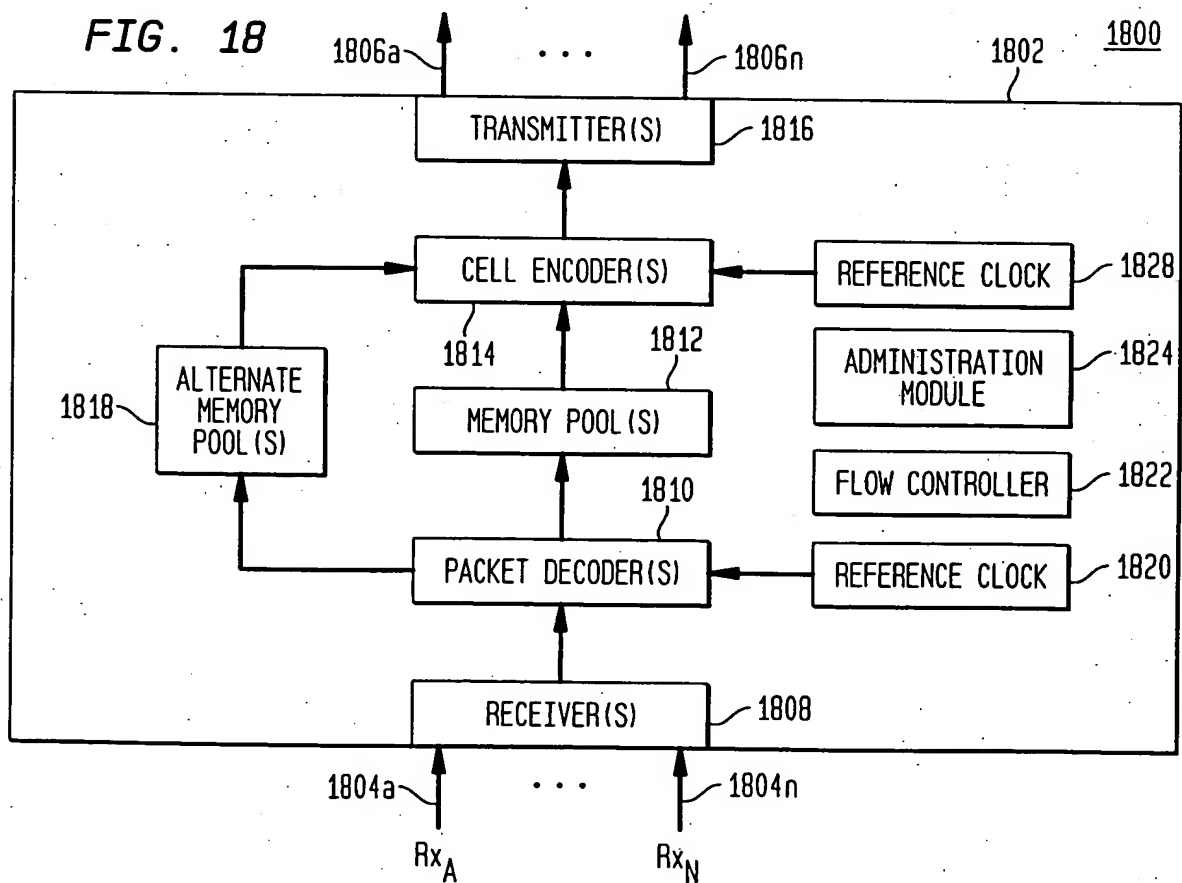 FIG. 18
1800
1806a
...
1806n
1802
TRANSMITTER(S)
1816
CELL ENCODER(S)
REFERENCE CLOCK
1828
1814
1812
ALTERNATE
MEMORY
POOL(S)
1818
MEMORY POOL(S)
ADMINISTRATION
MODULE
1824
FLOW CONTROLLER
1822
1810
PACKET DECODER(S)
REFERENCE CLOCK
1820
RECEIVER(S)
1808
1804a
...
1804n
RxA
RxN